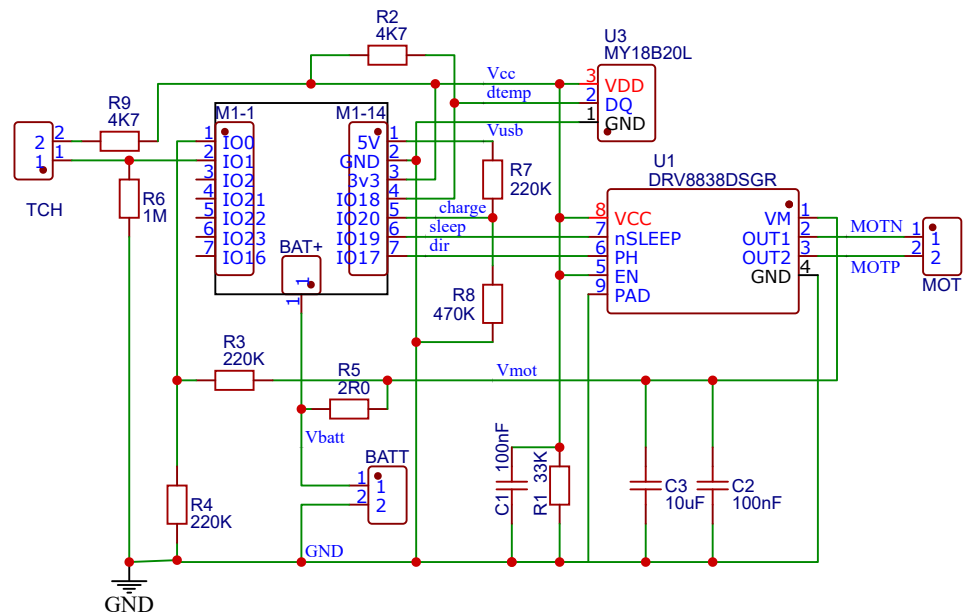 R2
4K7
U3
MY18B20L
Vcc
dtemp
Vusb
3 VDD
2 DQ
1 GND
R9
4K7
M1-1
M1-14
2 2
1 1
TCH
R6
1M
1 IO0
2 IO1
3 IO2
4 IO21
5 IO22
6 IO23
7 IO16
5V 1
GND 2
3v3 3
IO18 4
IO20 5
IO19 6
IO17 7
BAT+
1
1
charge
sleep
dir
R7
220K
R8
470K
U1
DRV8838DSGR
8 VCC
7 nSLEEP
6 PH
5 EN
9 PAD
VM 1
OUT1 2
OUT2 3
GND 4
MOTN
MOTP
1 1
2 2
MOT
R3
220K
R5
2R0
Vmot
Vbatt
BATT
1 1
2 2
R4
220K
GND
C1 100nF
R1 33K
C3
10uF
C2
100nF
GND